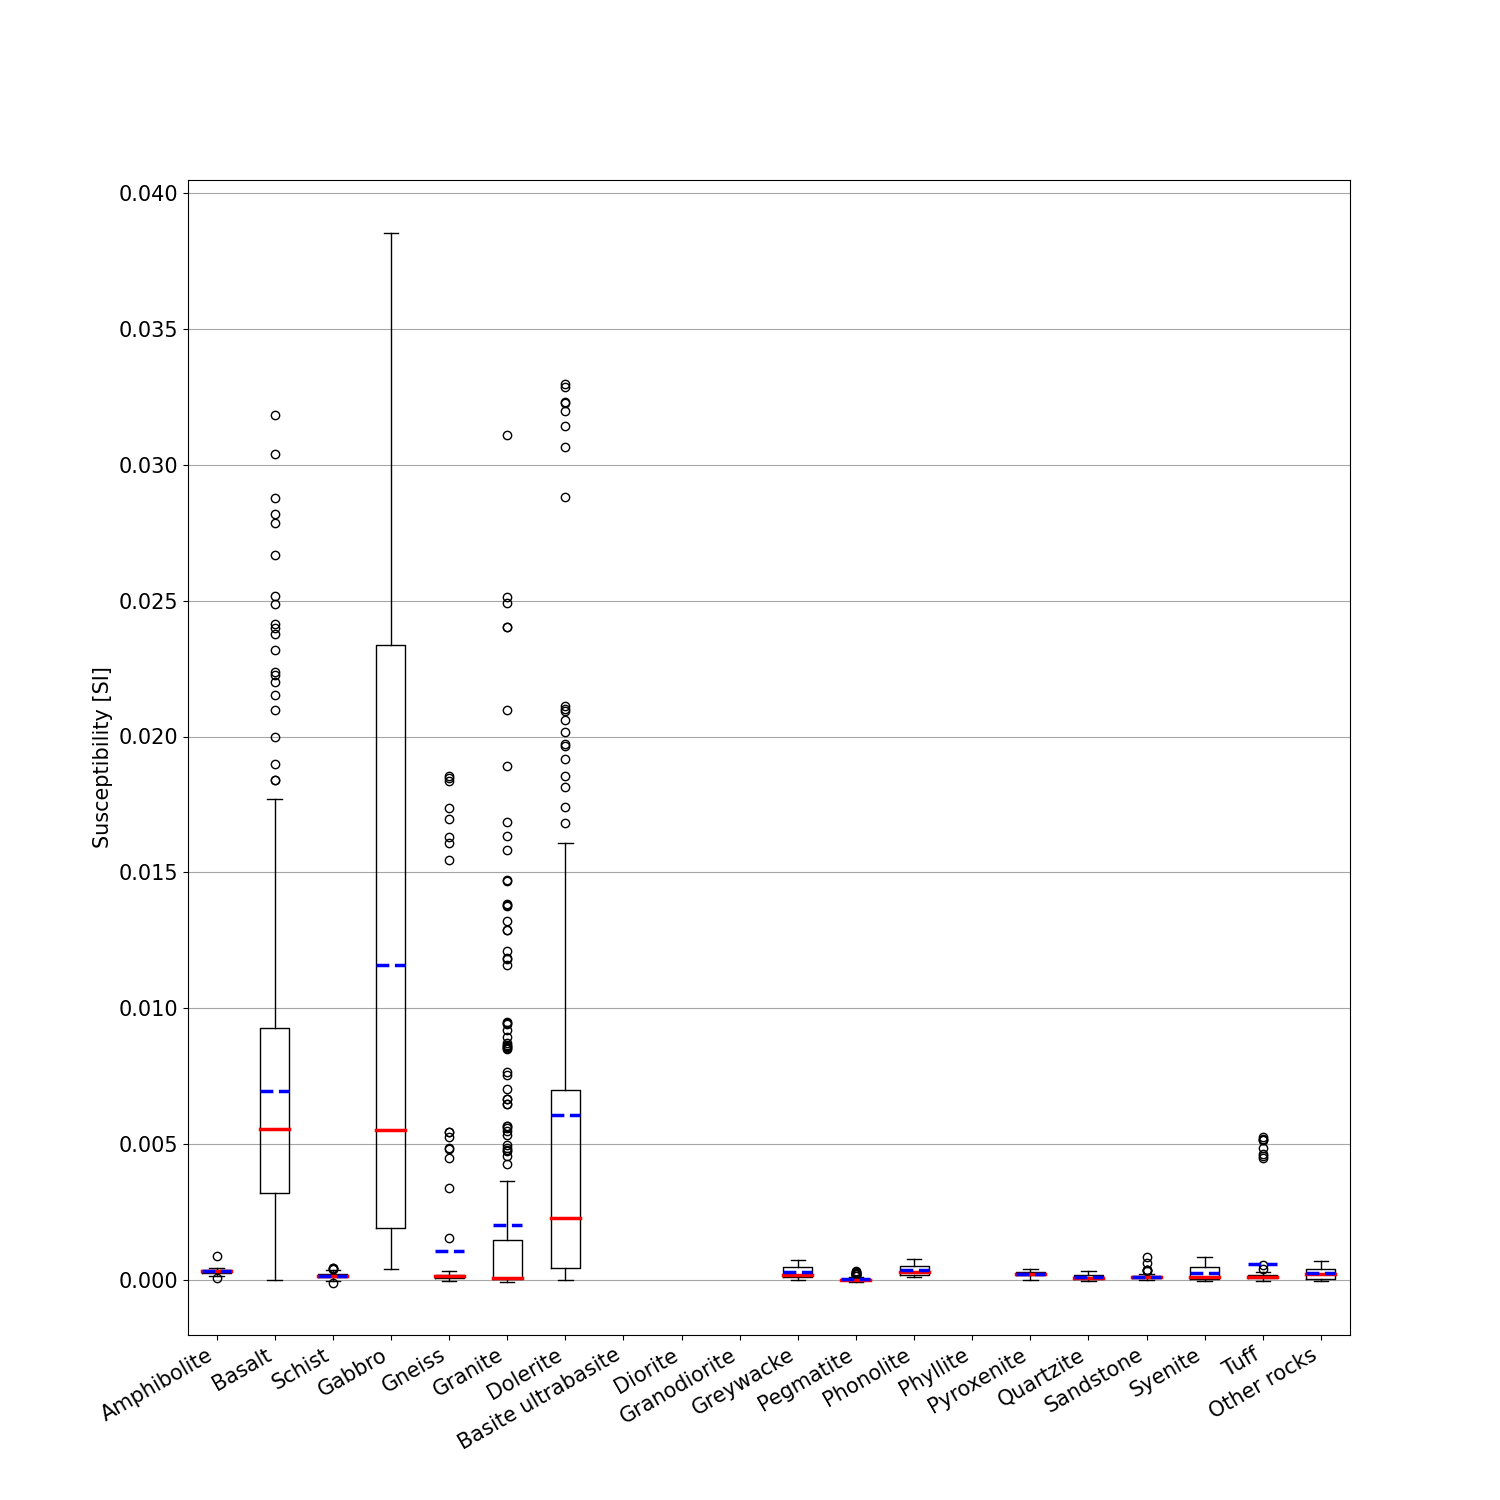 0.040
0.035
0.030
0.025
0.020
0.015
0.010
0.005
0.000
Susceptibility [SI]
Amphibolite
Basalt
Schist
Gabbro
Gneiss
Granite
Dolerite
Basite ultrabasite
Diorite
Granodiorite
Greywacke
Pegmatite
Phonolite
Phyllite
Pyroxenite
Quartzite
Sandstone
Syenite
Tuff
Other rocks